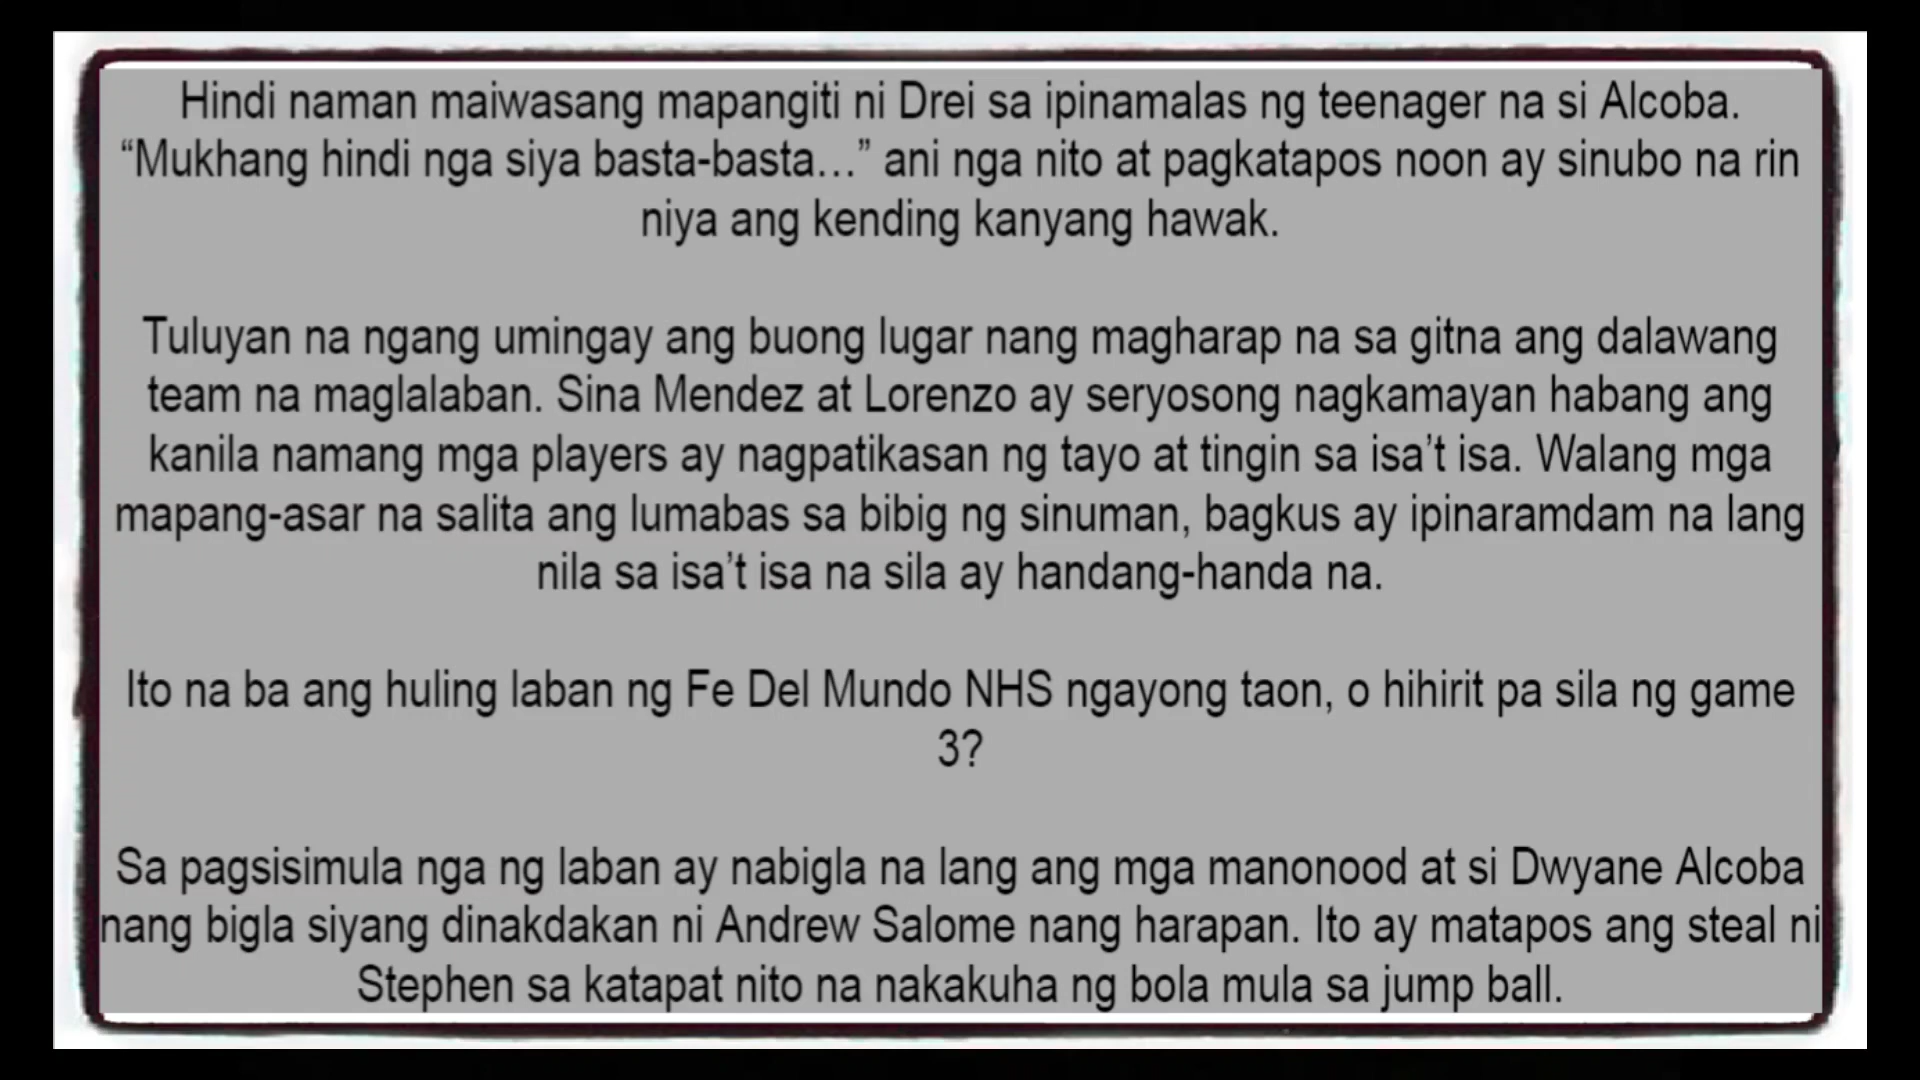 Hindi naman maiwasang mapangiti ni Drei sa ipinamalas ng teenager na si Alcoba.
“Mukhang hindi nga siya basta-basta…” ani nga nito at pagkatapos noon ay sinubo na rin
niya ang kending kanyang hawak.
Tuluyan na ngang umingay ang buong lugar nang magharap na sa gitna ang dalawang
team na maglalaban. Sina Mendez at Lorenzo ay seryosong nagkamayan habang ang
kanila namang mga players ay nagpatikasan ng tayo at tingin sa isa’t isa. Walang mga
mapang-asar na salita ang lumabas sa bibig ng sinuman, bagkus ay ipinaramdam na lang
nila sa isa’t isa na sila ay handang-handa na.
Ito na ba ang huling laban ng Fe Del Mundo NHS ngayong taon, o hihirit pa sila ng game
3?
Sa pagsisimula nga ng laban ay nabigla na lang ang mga manonood at si Dwyane Alcoba
nang bigla siyang dinakdakan ni Andrew Salome nang harapan. Ito ay matapos ang steal ni
Stephen sa katapat nito na nakakuha ng bola mula sa jump ball.